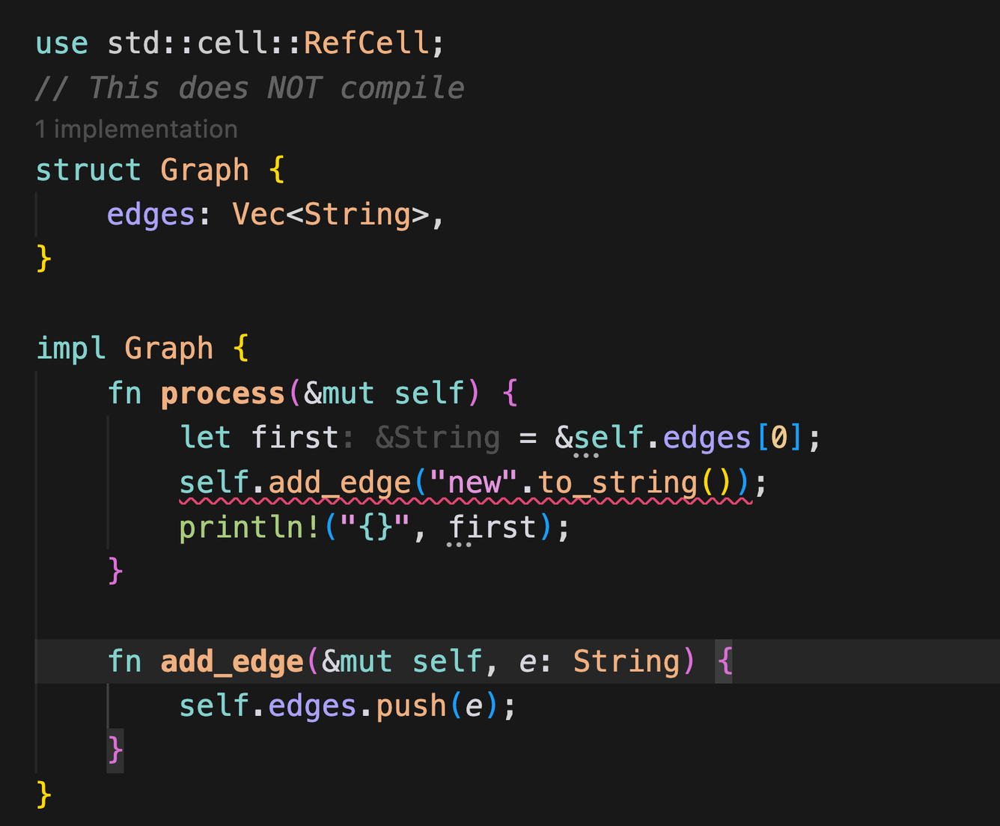 use std::cell::RefCell;
// This does NOT compile
1 implementation
struct Graph {
    edges: Vec<String>,
}

impl Graph {
    fn process(&mut self) {
        let first: &String = &self.edges[0];
        self.add_edge("new".to_string());
        println!("{}", first);
    }

    fn add_edge(&mut self, e: String) {
        self.edges.push(e);
    }
}